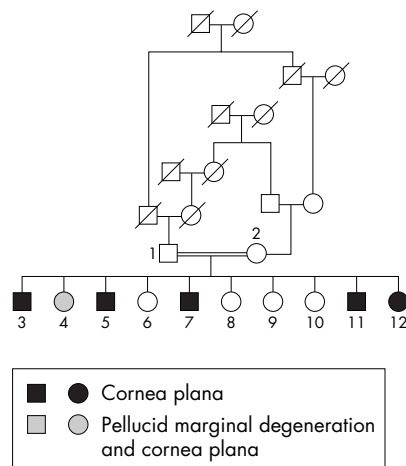 2
1
3 4 5 6 7 8 9 10 11 12
Cornea plana
Pellucid marginal degeneration
and cornea plana